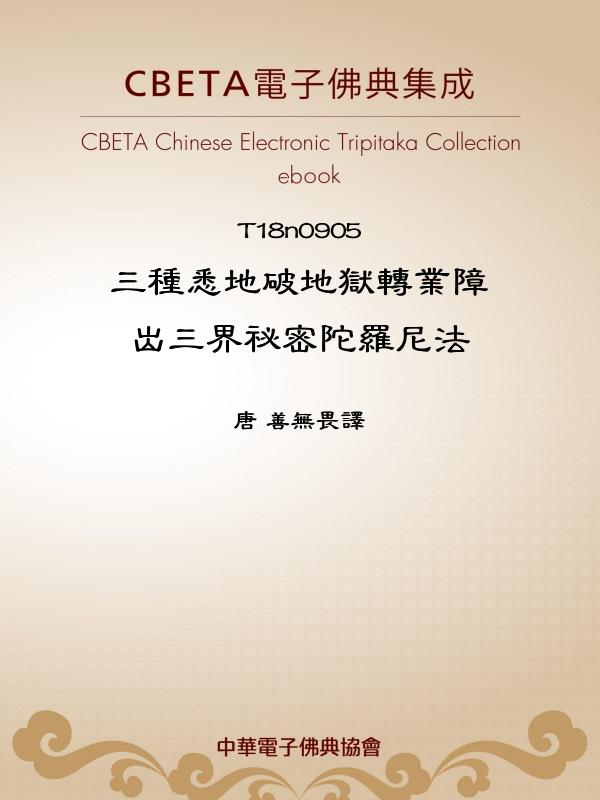 CBETA電子佛典集成
CBETA Chinese Electronic Tripitaka Collection
ebook
T18n0905
三種悉地破地獄轉業障
出三界祕密陀羅尼法
唐 善無畏譯
中華電子佛典協會